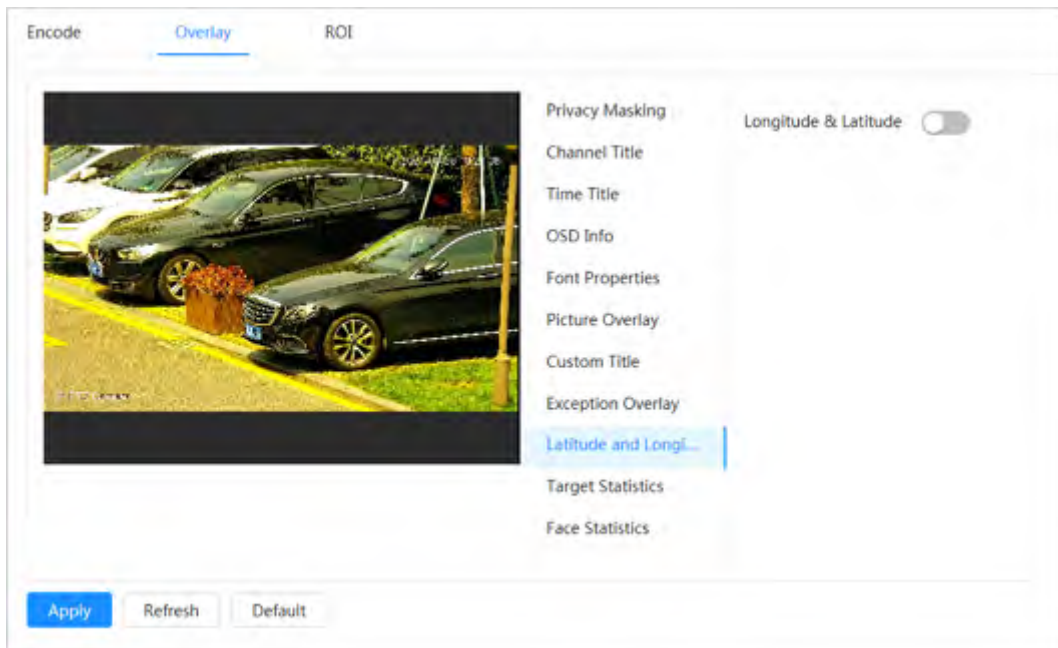 Encode
Overlay
ROI
Privacy Masking
Channel Title
Time Title
OSD Info
Font Properties
Picture Overlay
Custom Title
Exception Overlay
Latitude and Longi...
Target Statistics
Face Statistics
Longitude & Latitude
Apply
Refresh
Default